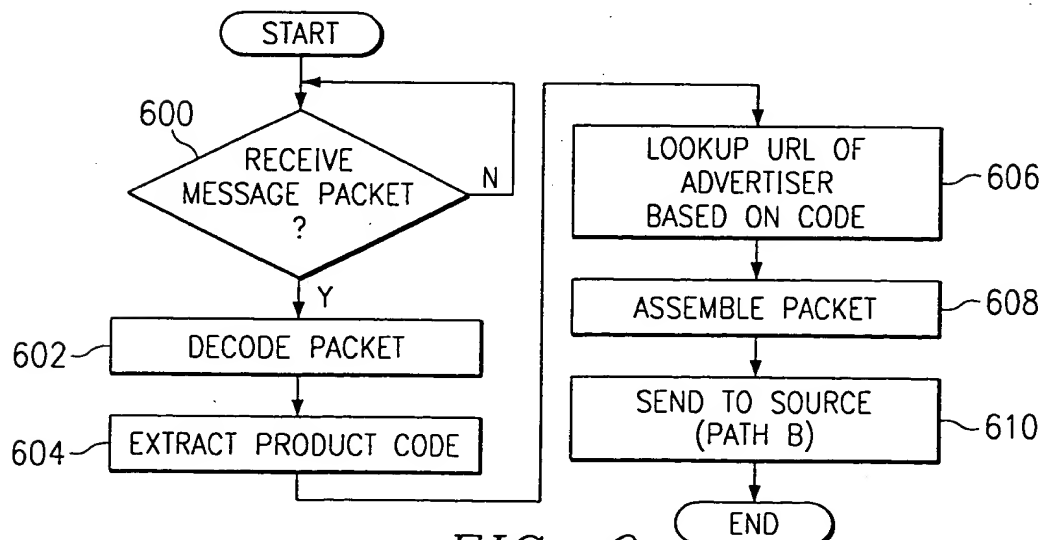 START
600
RECEIVE
MESSAGE PACKET
?
N
Y
602
DECODE PACKET
604
EXTRACT PRODUCT CODE
LOOKUP URL OF
ADVERTISER
BASED ON CODE
606
ASSEMBLE PACKET
608
SEND TO SOURCE
(PATH B)
610
END